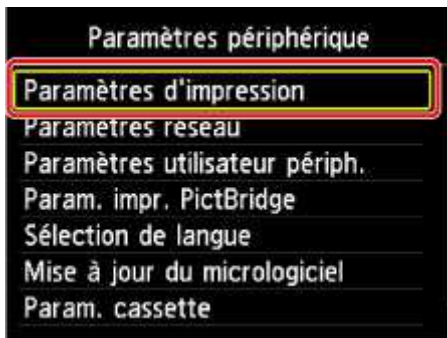 Paramètres périphérique
Paramètres d'impression
Paramètres réseau
Paramètres utilisateur périph.
Param. impr. PictBridge
Sélection de langue
Mise à jour du micrologiciel
Param. cassette